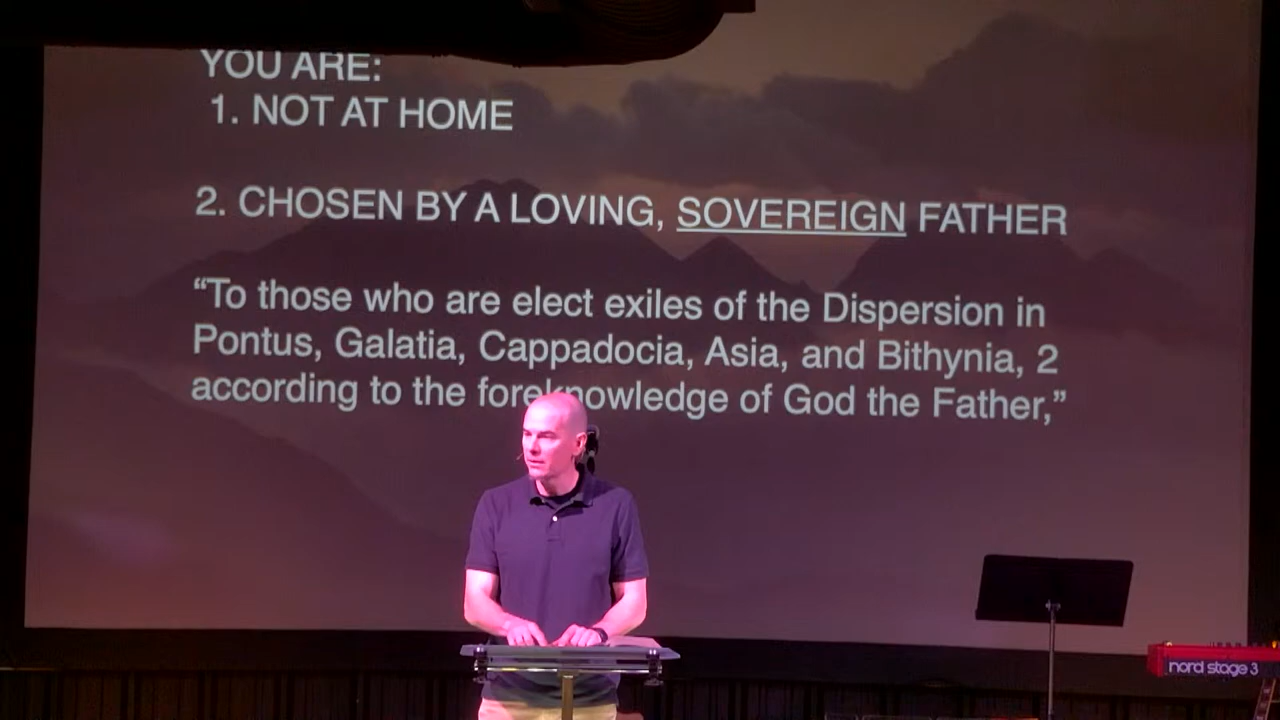 YOU ARE:
1. NOT AT HOME
2. CHOSEN BY A LOVING, SOVEREIGN FATHER
“To those who are elect exiles of the Dispersion in
Pontus, Galatia, Cappadocia, Asia, and Bithynia, 2
according to the foreknowledge of God the Father,”
nord stage 3